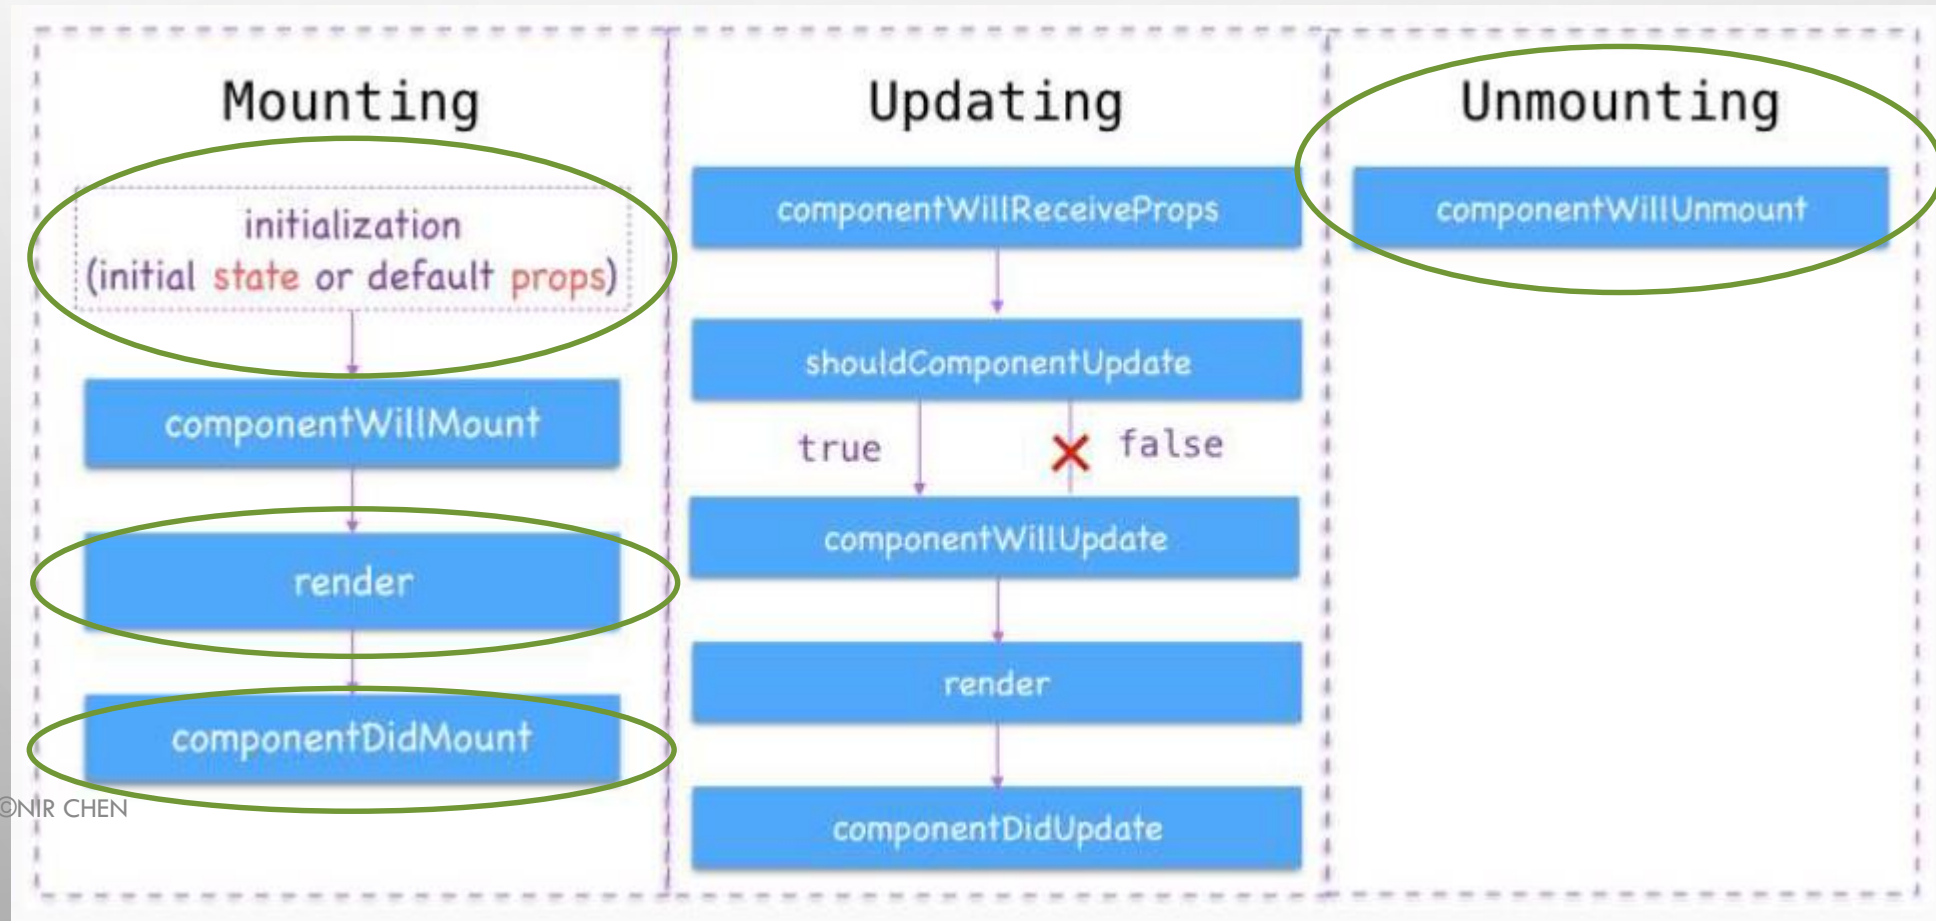 Mounting
initialization
(initial state or default props)
componentWillMount
render
componentDidMount
Updating
componentWillReceiveProps
shouldComponentUpdate
true
false
componentWillUpdate
render
componentDidUpdate
Unmounting
componentWillUnmount
©NIR CHEN